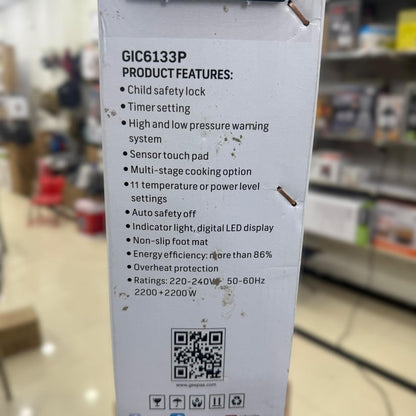 GIC6133P
PRODUCT FEATURES:
• Child safety lock
• Timer setting
• High and low pressure warning
system
• Sensor touch pad
• Multi-stage cooking option
• 11 temperature or power level
settings
• Auto safety off
• Indicator light, digital LED display
• Non-slip foot mat
• Energy efficiency: more than 86%
• Overheat protection
• Ratings: 220-240V~ 50-60Hz
2200+2200W
www.geepas.com